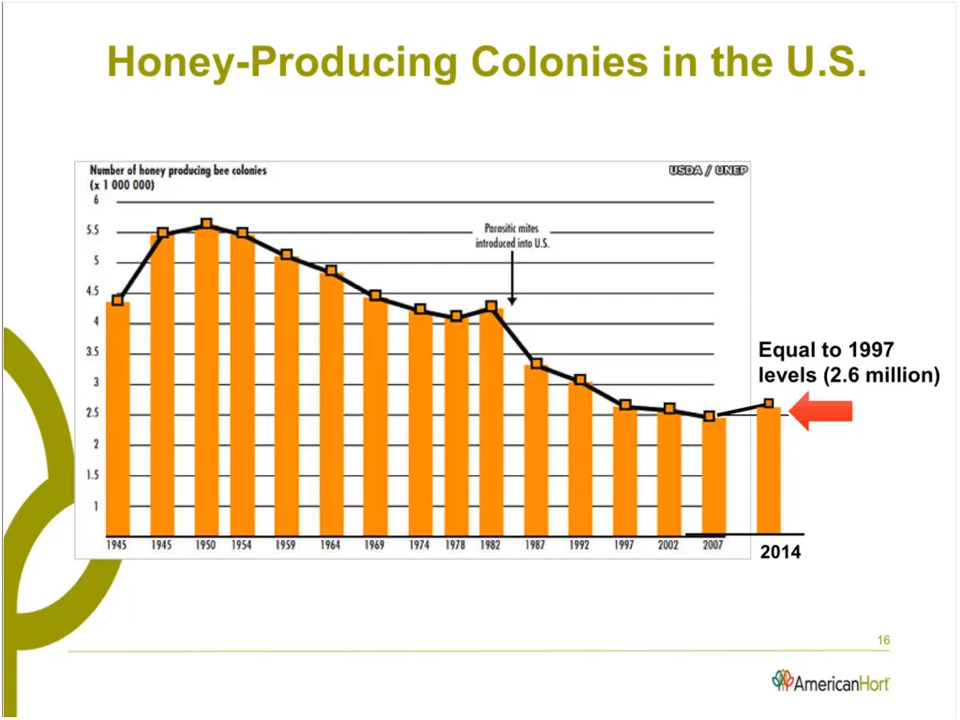 Honey-Producing Colonies in the U.S.
Number of honey producing bee colonies
(x 1 000 000)
USDA / UNEP
6
5.5
5
4.5
4
3.5
3
2.5
2
1.5
1
Parasitic mites
introduced into U.S.
Equal to 1997
levels (2.6 million)
1945 1945 1950 1954 1959 1964 1969 1974 1978 1982 1987 1992 1997 2002 2007
2014
16
AmericanHort